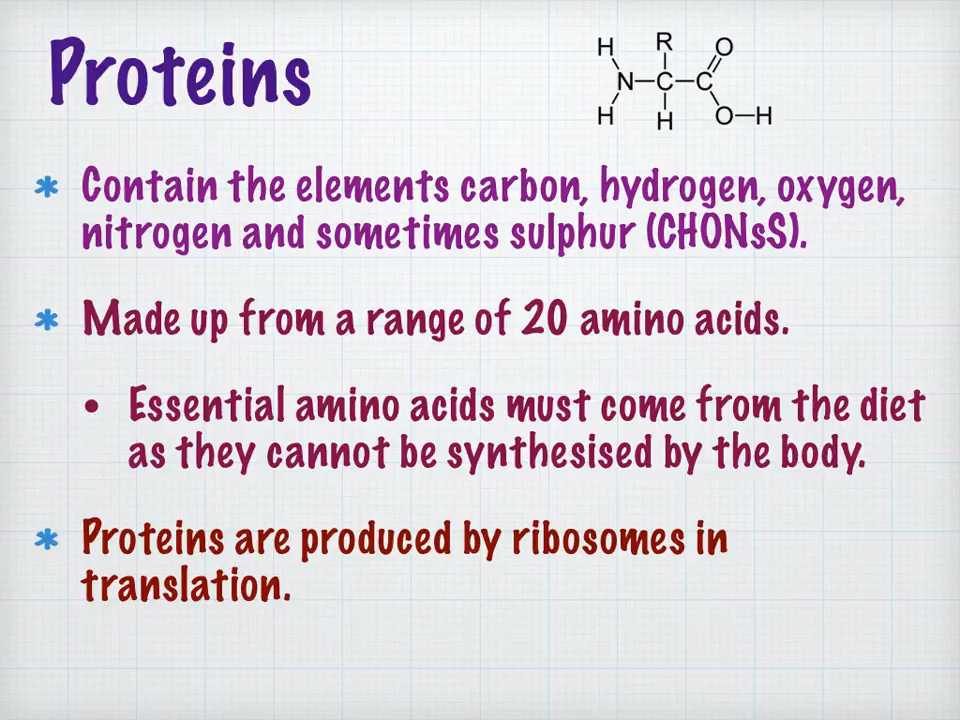 Proteins
H R O
N C C
H H O H
Contain the elements carbon, hydrogen, oxygen,
nitrogen and sometimes sulphur (CHONsS).
Made up from a range of 20 amino acids.
Essential amino acids must come from the diet
as they cannot be synthesised by the body.
Proteins are produced by ribosomes in
translation.